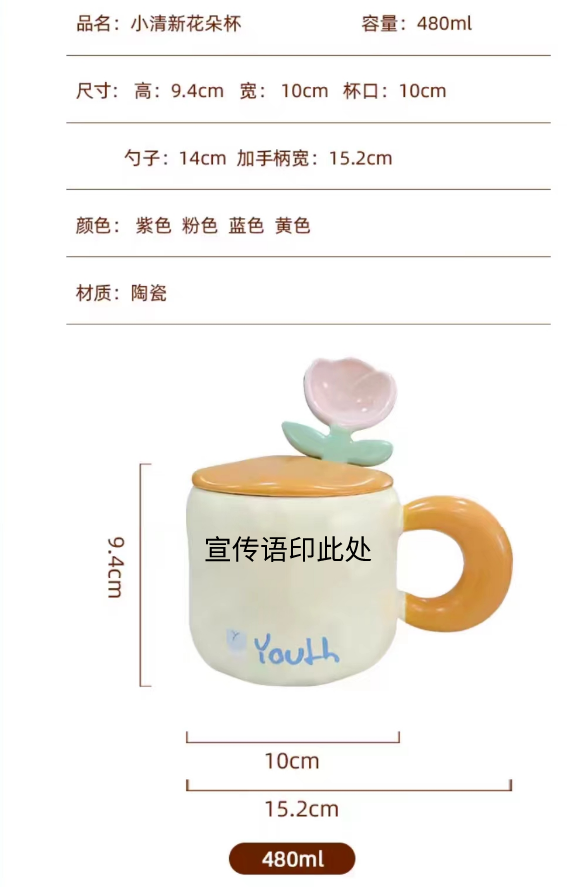 品名：小清新花朵杯 容量：480ml
尺寸： 高：9.4cm 宽： 10cm 杯口：10cm
勺子：14cm 加手柄宽：15.2cm
颜色： 紫色 粉色 蓝色 黄色
材质：陶瓷
9.4cm
宣传语印此处
Youth
10cm
15.2cm
480ml